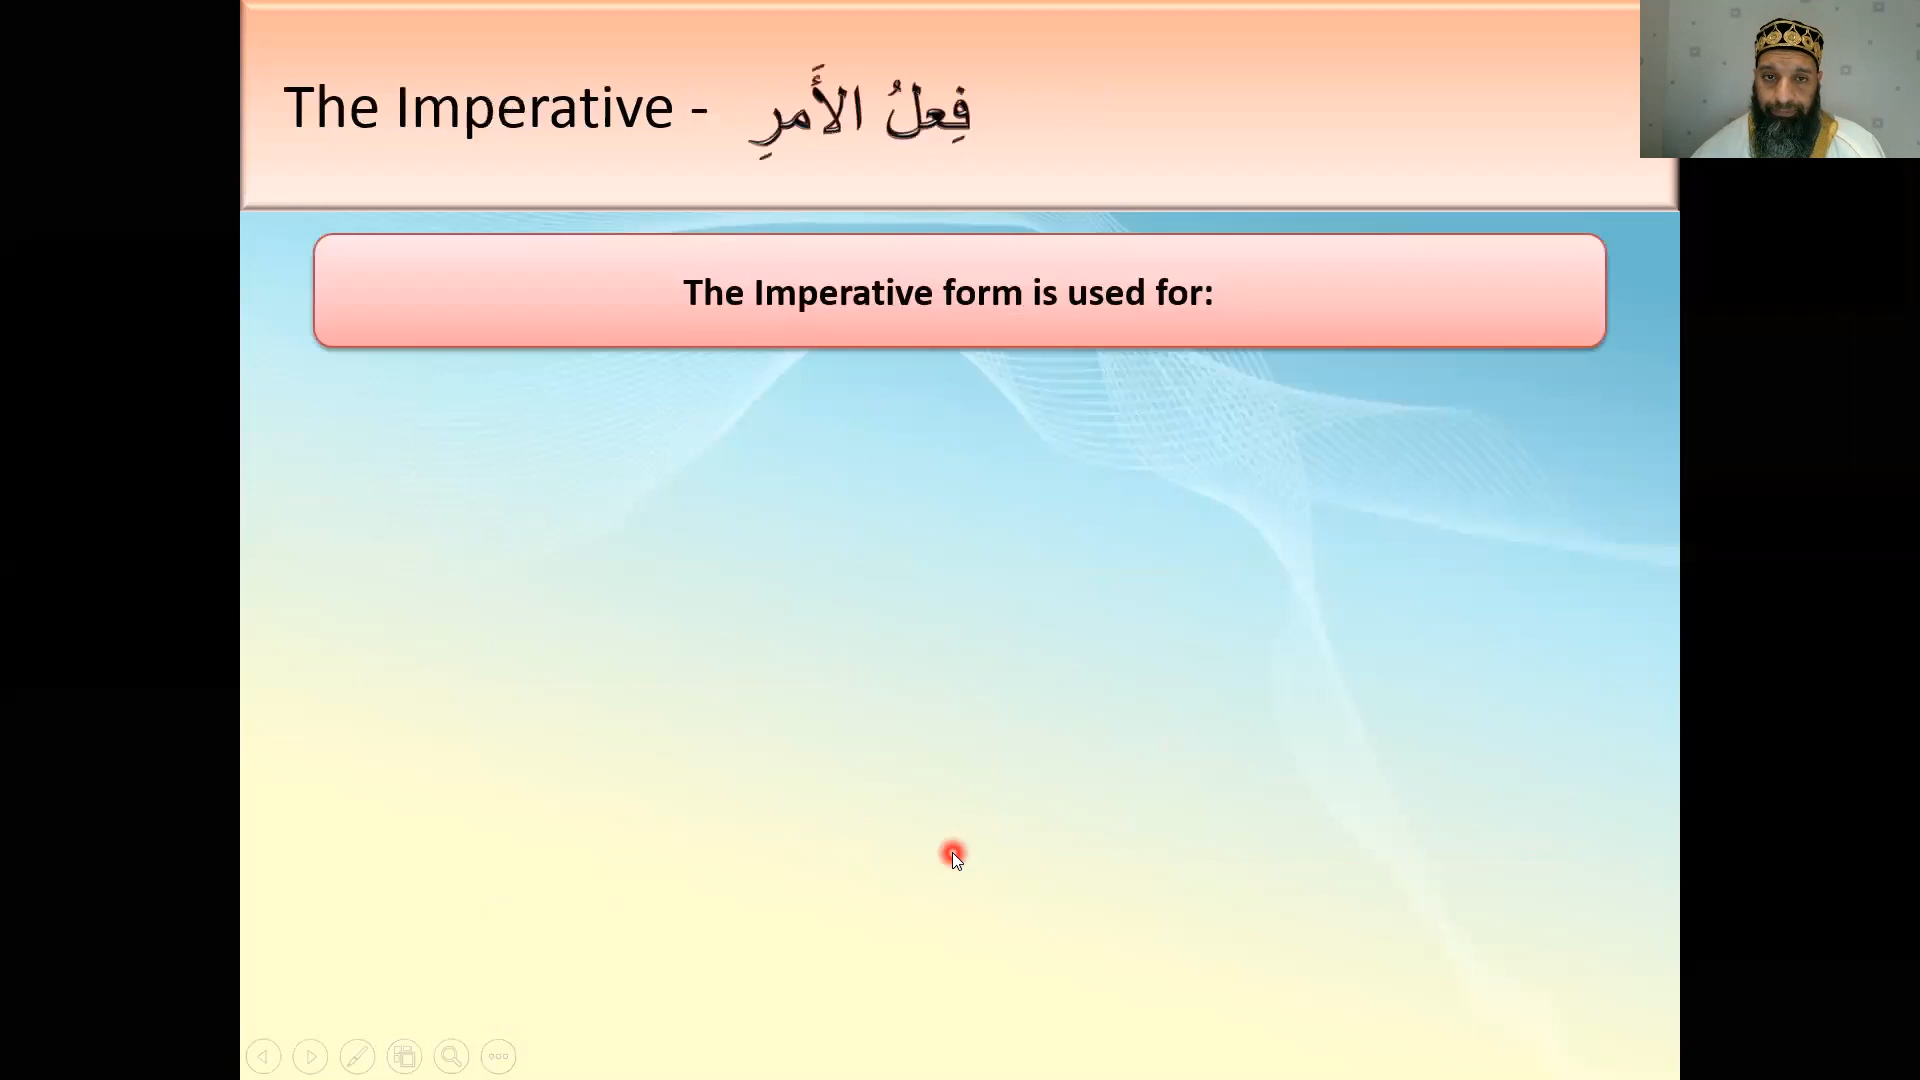 The Imperative - فِعلُ الأَمرِ
The Imperative form is used for: